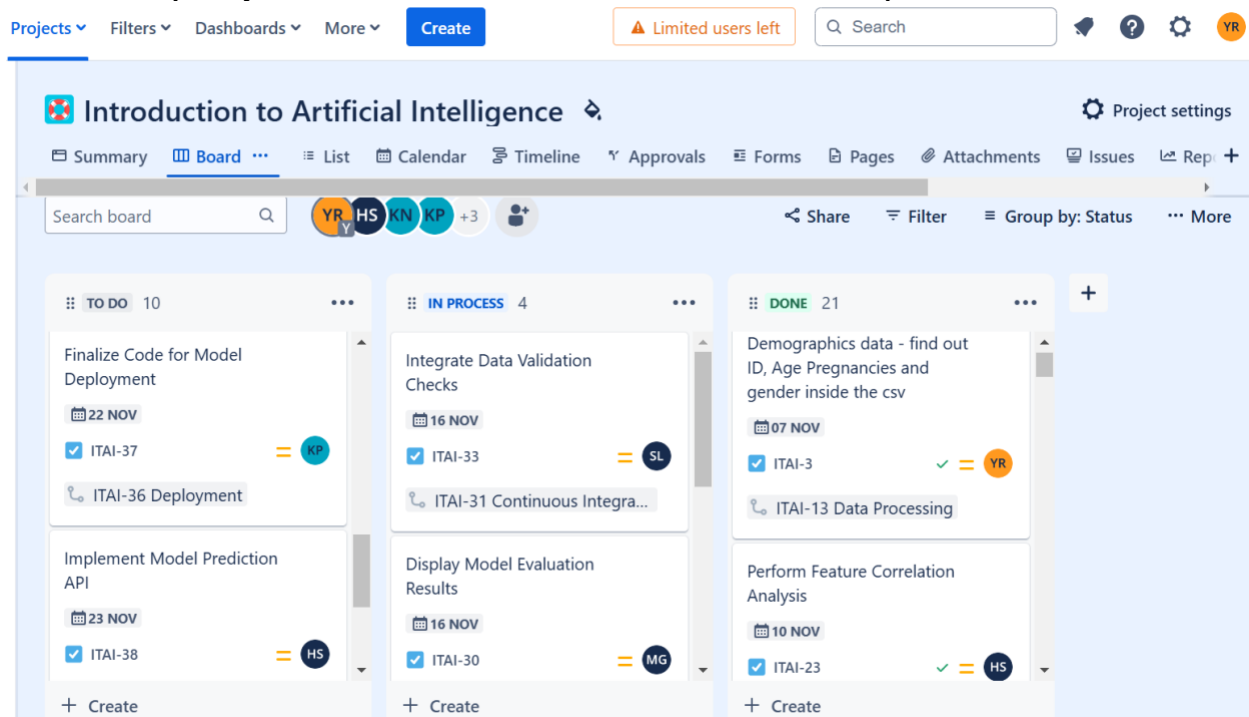 Projects Filters Dashboards More Create Limited users left Search YR
Introduction to Artificial Intelligence Project settings
Summary Board List Calendar Timeline Approvals Forms Pages Attachments Issues
Search board YR Y HS KN KP +3 Share Filter Group by: Status More
TO DO 10
Finalize Code for Model
Deployment
22 NOV
ITAI-37 KP
ITAI-36 Deployment
Implement Model Prediction
API
23 NOV
ITAI-38 HS
+ Create
IN PROCESS 4
Integrate Data Validation
Checks
16 NOV
ITAI-33 SL
ITAI-31 Continuous Integra...
Display Model Evaluation
Results
16 NOV
ITAI-30 MG
+ Create
DONE 21
Demographics data - find out
ID, Age Pregnancies and
gender inside the csv
07 NOV
ITAI-3 YR
ITAI-13 Data Processing
Perform Feature Correlation
Analysis
10 NOV
ITAI-23 HS
+ Create